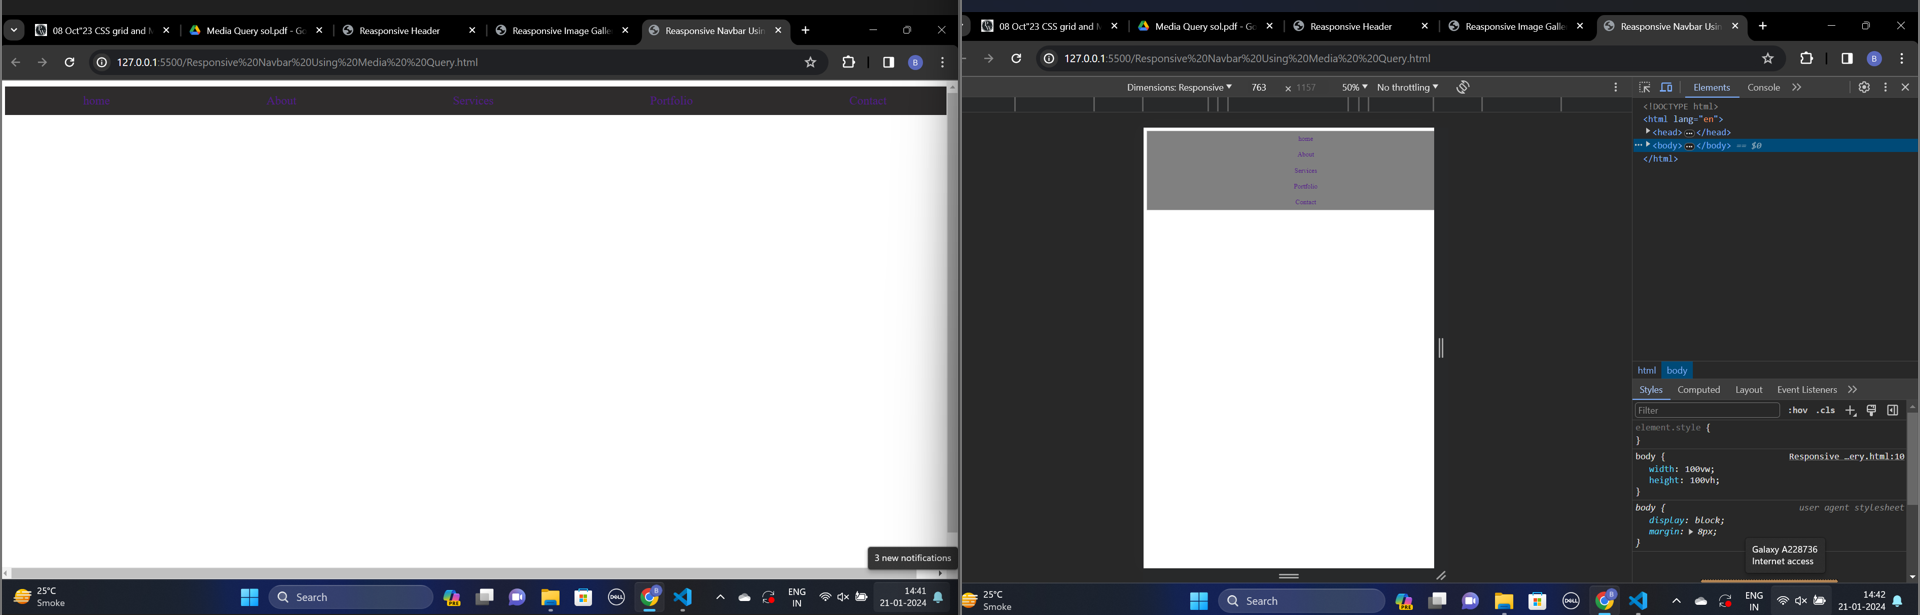 08 Oct"23 CSS grid and M
Media Query sol.pdf - Go
Reasponsive Header
Reasponsive Image Galle
Reasponsive Navbar Usin
127.0.0.1:5500/Responsive%20Navbar%20Using%20Media%20%20Query.html
B
home
About
Services
Portfolio
Contact
3 new notifications
25°C
Smoke
Search
PRE
DELL
B
ENG
IN
14:41
21-01-2024
08 Oct"23 CSS grid and M
Media Query sol.pdf - Go
Reasponsive Header
Reasponsive Image Galle
Reasponsive Navbar Usin
127.0.0.1:5500/Responsive%20Navbar%20Using%20Media%20%20Query.html
B
Dimensions: Responsive 763 × 1157 50% No throttling
home
About
Services
Portfolio
Contact
Elements Console
<!DOCTYPE html>
<html lang="en">
<head> … </head>
<body> … </body> == $0
</html>
html body
Styles Computed Layout Event Listeners
Filter :hov .cls
element.style {
}
body { Responsive …ery.html:10
width: 100vw;
height: 100vh;
}
body { user agent stylesheet
display: block;
margin: 8px;
}
Galaxy A228736
Internet access
25°C
Smoke
Search
PRE
DELL
B
ENG
IN
14:42
21-01-2024